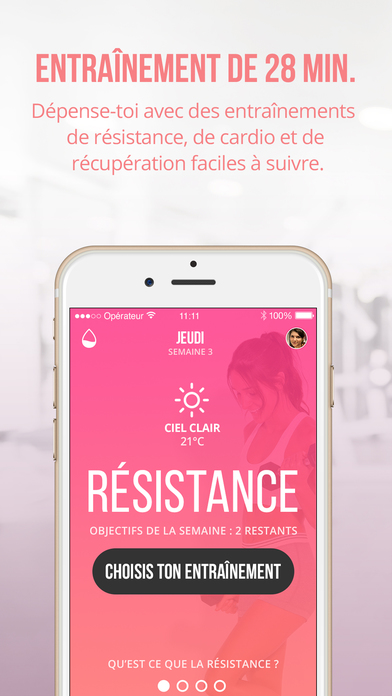 ENTRAÎNEMENT DE 28 MIN.
Dépense-toi avec des entraînements
de résistance, de cardio et de
récupération faciles à suivre.
Opérateur 11:11 100%
JEUDI
SEMAINE 3
CIEL CLAIR
21°C
RÉSISTANCE
OBJECTIFS DE LA SEMAINE : 2 RESTANTS
CHOISIS TON ENTRAÎNEMENT
QU'EST CE QUE LA RÉSISTANCE ?